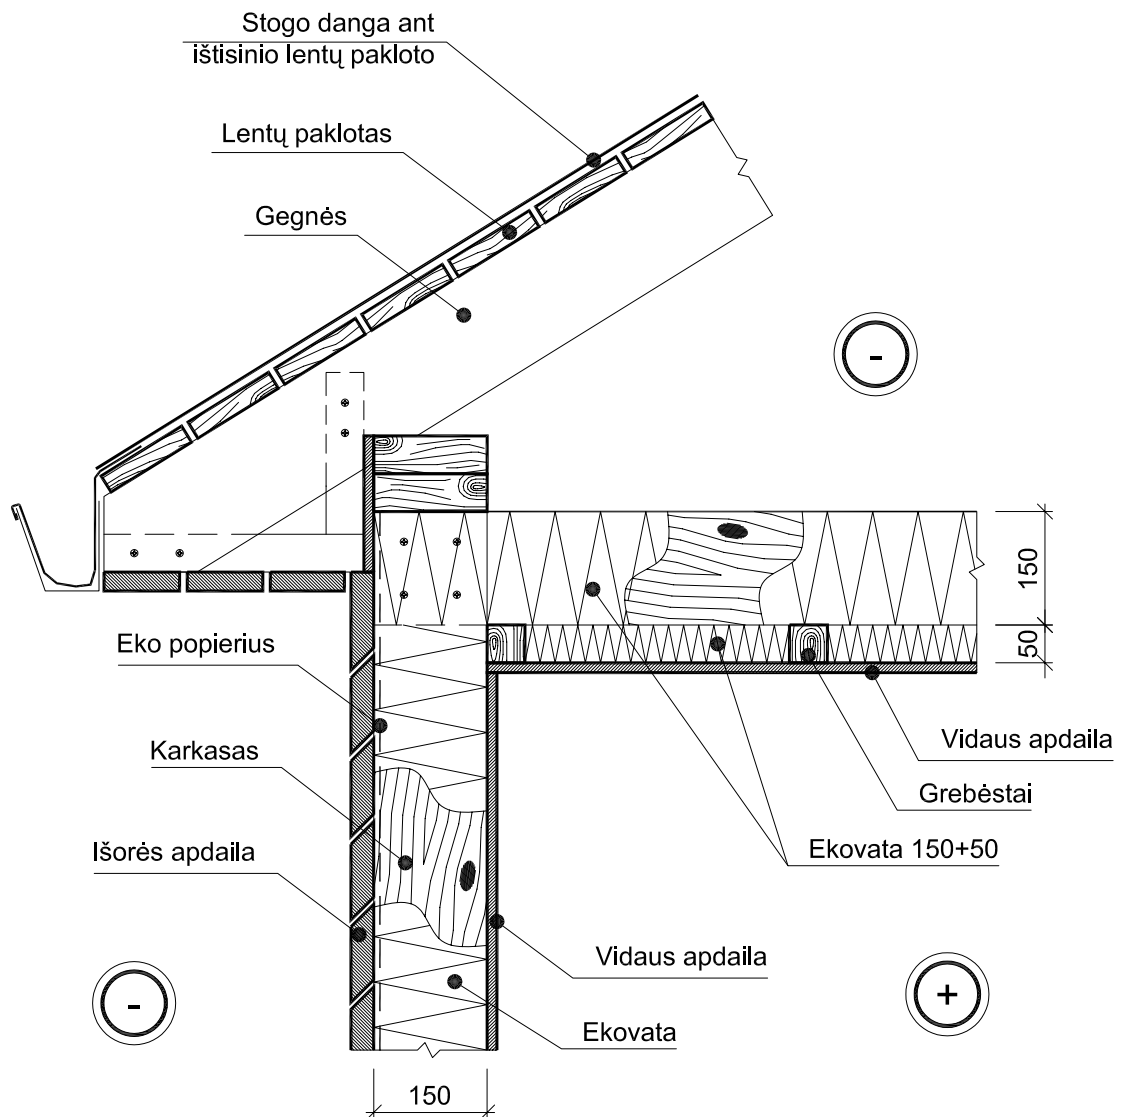 Stogo danga ant
ištisinio lentų pakloto
Lentų paklotas
Gegnės
-
150
50
Eko popierius
Karkasas
Išorės apdaila
Vidaus apdaila
Grebėstai
Ekovata 150+50
Vidaus apdaila
Ekovata
-
+
150